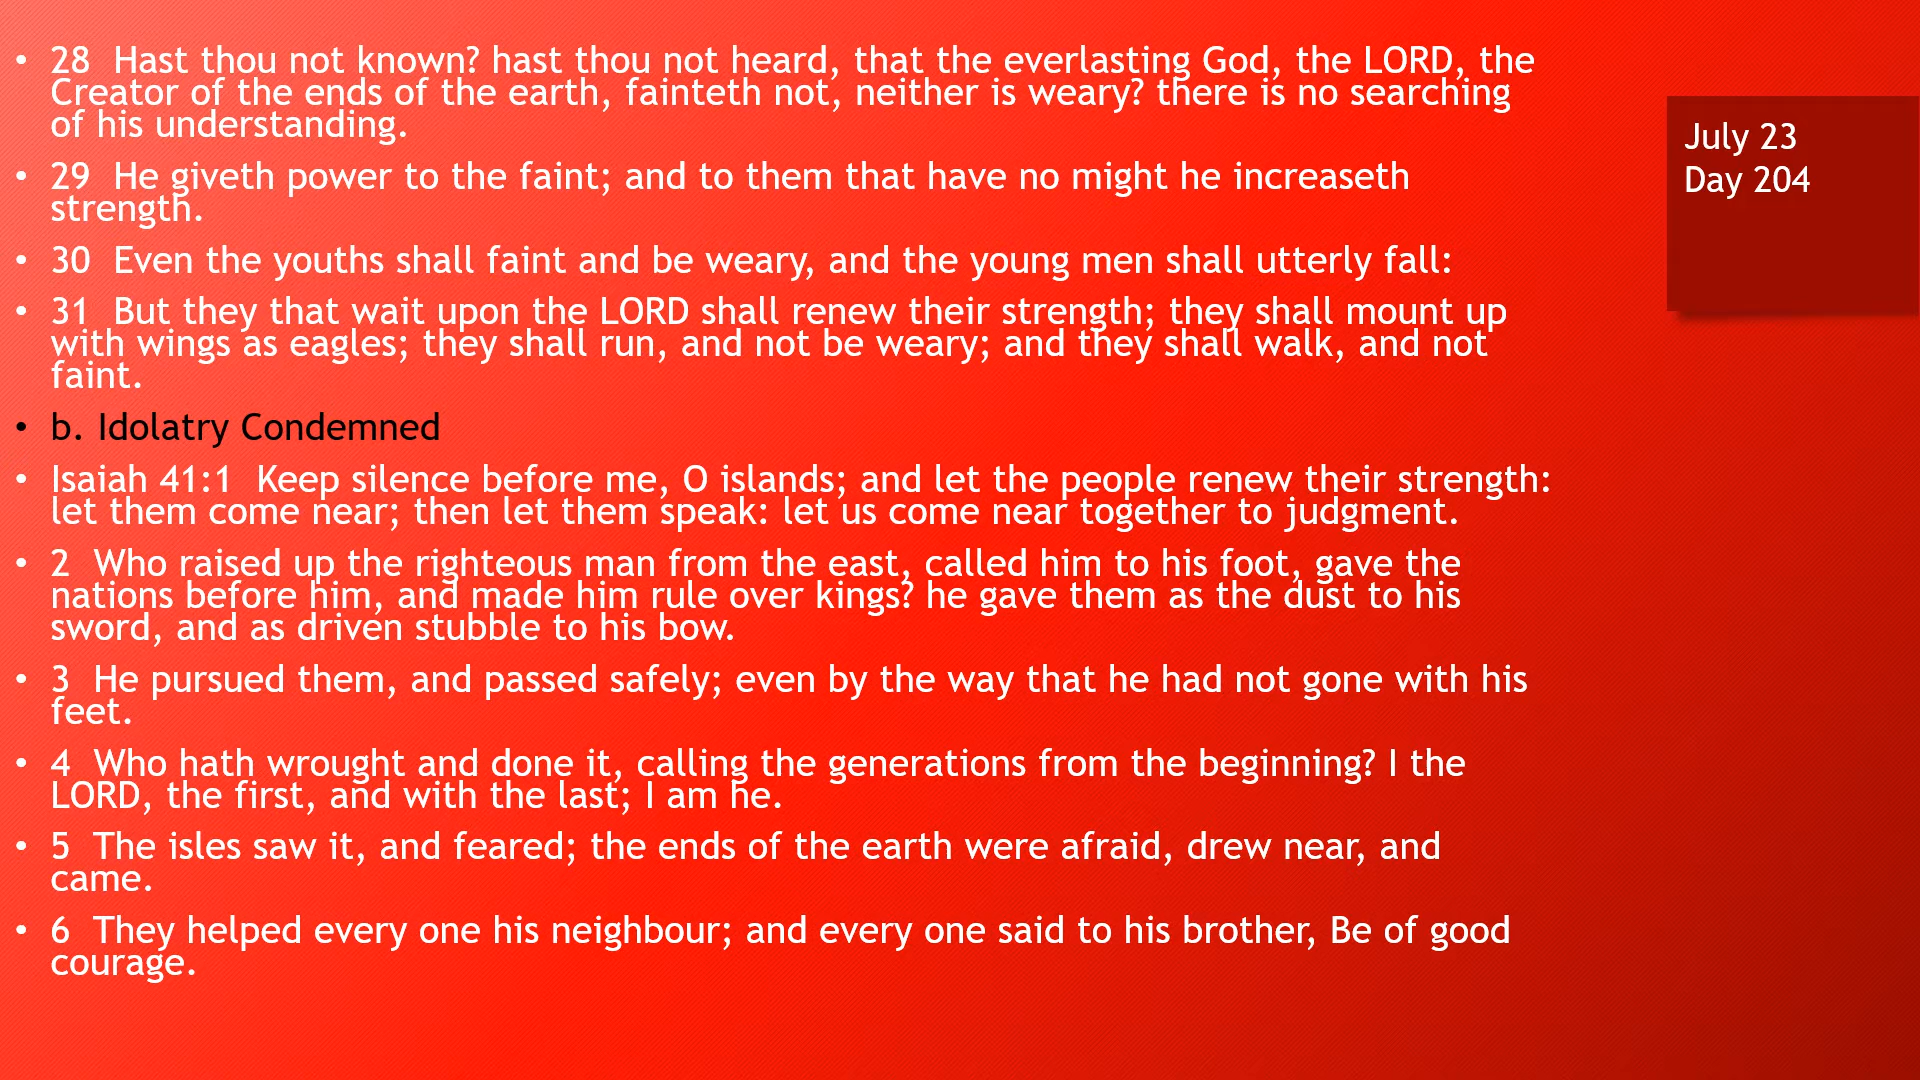 • 28  Hast thou not known? hast thou not heard, that the everlasting God, the LORD, the
Creator of the ends of the earth, fainteth not, neither is weary? there is no searching
of his understanding.
• 29  He giveth power to the faint; and to them that have no might he increaseth
strength.
• 30  Even the youths shall faint and be weary, and the young men shall utterly fall:
• 31  But they that wait upon the LORD shall renew their strength; they shall mount up
with wings as eagles; they shall run, and not be weary; and they shall walk, and not
faint.
• b. Idolatry Condemned
• Isaiah 41:1  Keep silence before me, O islands; and let the people renew their strength:
let them come near; then let them speak: let us come near together to judgment.
• 2  Who raised up the righteous man from the east, called him to his foot, gave the
nations before him, and made him rule over kings? he gave them as the dust to his
sword, and as driven stubble to his bow.
• 3  He pursued them, and passed safely; even by the way that he had not gone with his
feet.
• 4  Who hath wrought and done it, calling the generations from the beginning? I the
LORD, the first, and with the last; I am he.
• 5  The isles saw it, and feared; the ends of the earth were afraid, drew near, and
came.
• 6  They helped every one his neighbour; and every one said to his brother, Be of good
courage.
July 23
Day 204